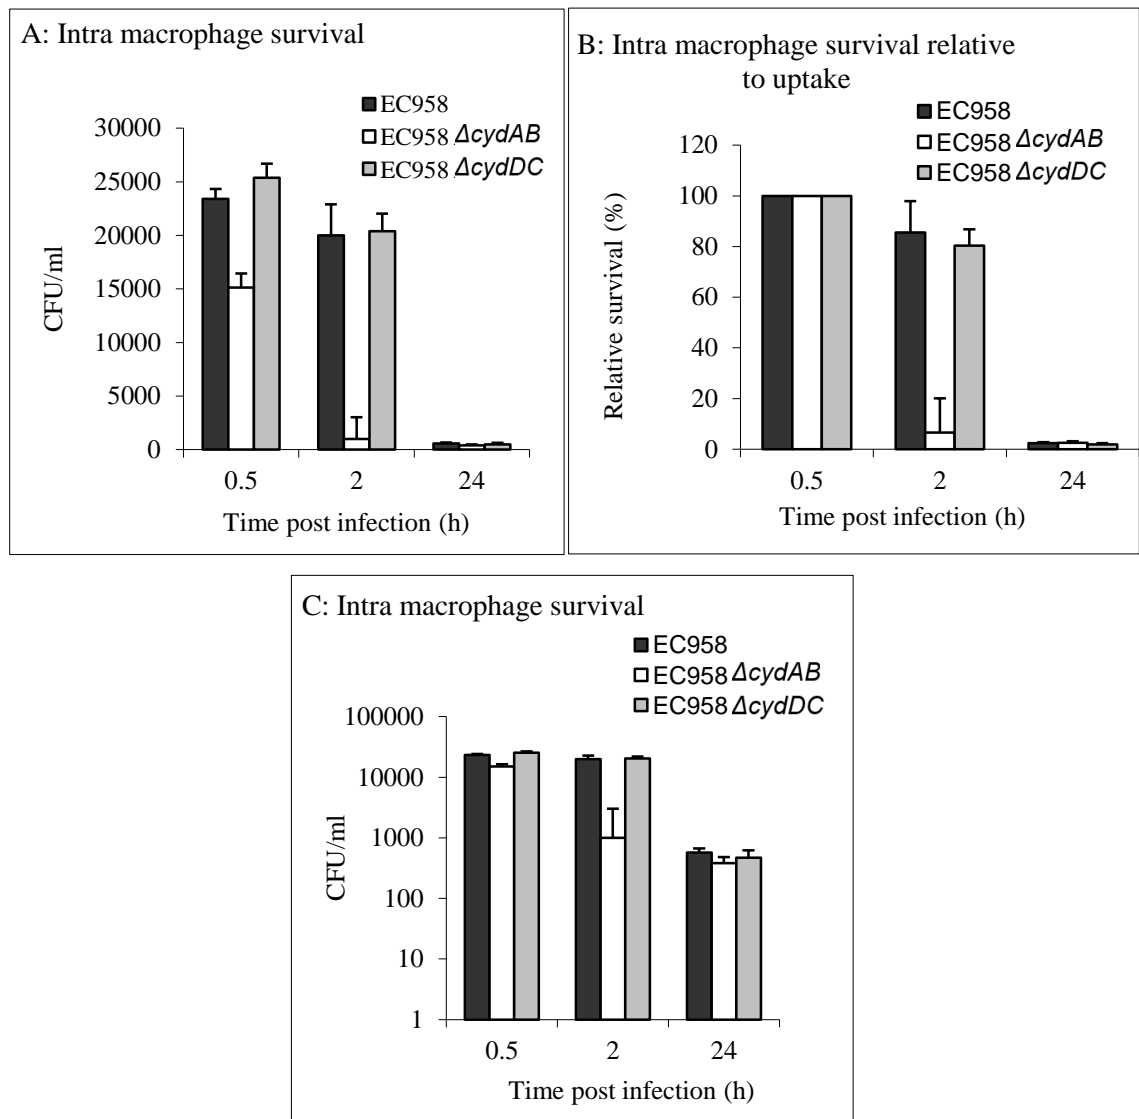 A: Intra macrophage survival
EC958
EC958 ΔcydAB
EC958 ΔcydDC
30000
25000
20000
15000
10000
5000
0
CFU/ml
0.5 2 24
Time post infection (h)
B: Intra macrophage survival relative
to uptake
EC958
EC958 ΔcydAB
EC958 ΔcydDC
120
100
80
60
40
20
0
Relative survival (%)
0.5 2 24
Time post infection (h)
C: Intra macrophage survival
EC958
EC958 ΔcydAB
EC958 ΔcydDC
100000
10000
1000
100
10
1
CFU/ml
0.5 2 24
Time post infection (h)